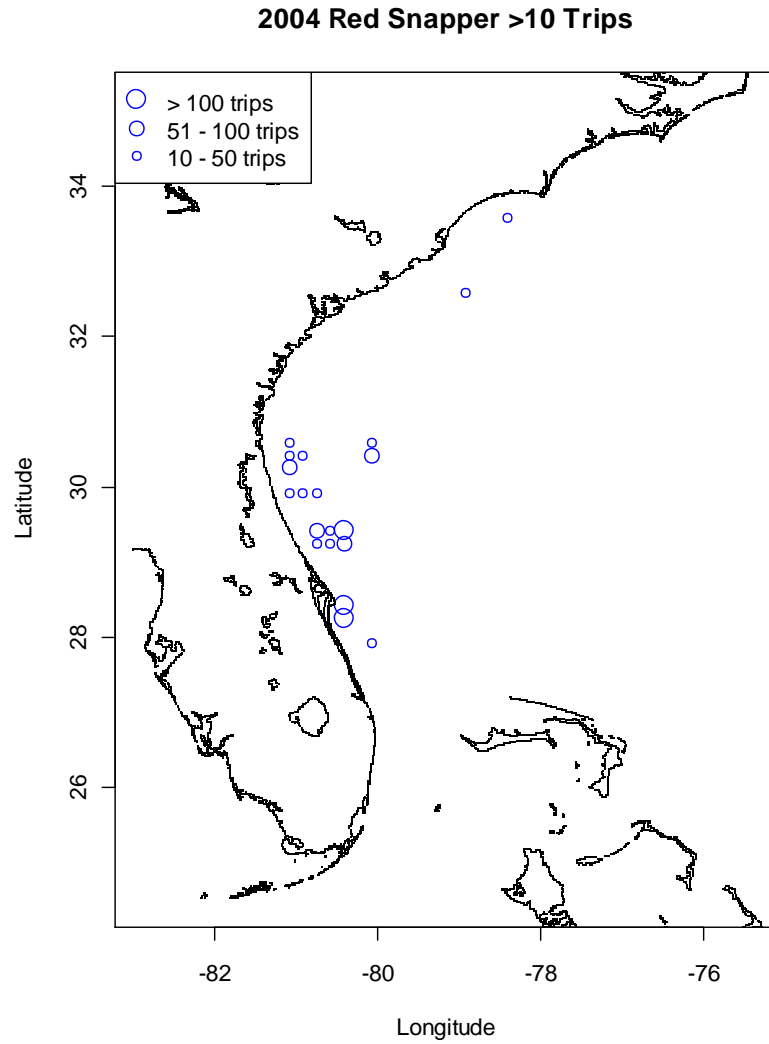 2004 Red Snapper >10 Trips
> 100 trips
51 - 100 trips
10 - 50 trips
34
32
30
28
26
Latitude
-82
-80
-78
-76
Longitude